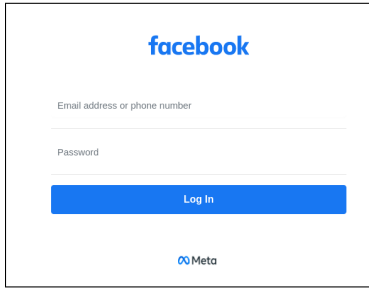 facebook
Email address or phone number
Password
Log In
Meta